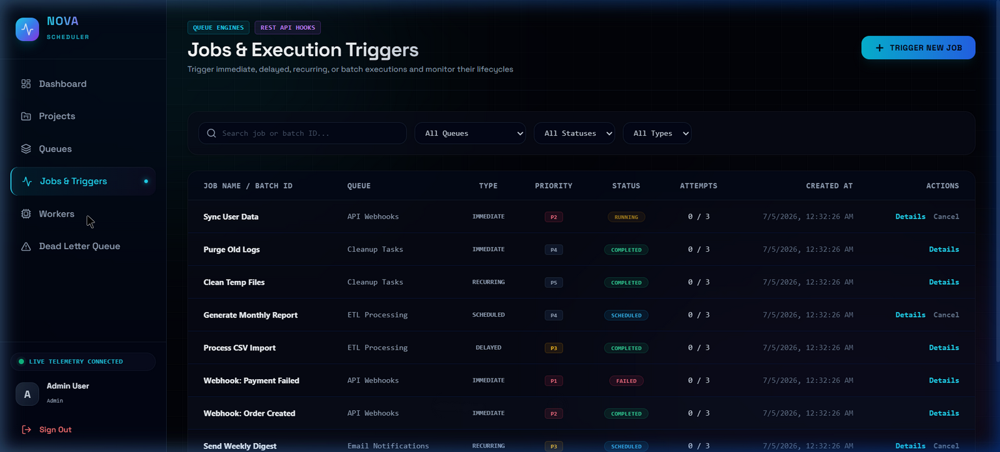 NOVA
SCHEDULER
Dashboard
Projects
Queues
Jobs & Triggers
Workers
Dead Letter Queue
LIVE TELEMETRY CONNECTED
A
Admin User
Admin
Sign Out
QUEUE ENGINES REST API HOOKS
Jobs & Execution Triggers
Trigger immediate, delayed, recurring, or batch executions and monitor their lifecycles
+ TRIGGER NEW JOB
Search job or batch ID... All Queues All Statuses All Types
JOB NAME / BATCH ID QUEUE TYPE PRIORITY STATUS ATTEMPTS CREATED AT ACTIONS
Sync User Data API Webhooks IMMEDIATE P2 RUNNING 0 / 3 7/5/2026, 12:32:26 AM Details Cancel
Purge Old Logs Cleanup Tasks IMMEDIATE P4 COMPLETED 0 / 3 7/5/2026, 12:32:26 AM Details
Clean Temp Files Cleanup Tasks RECURRING P5 COMPLETED 0 / 3 7/5/2026, 12:32:26 AM Details
Generate Monthly Report ETL Processing SCHEDULED P4 SCHEDULED 0 / 3 7/5/2026, 12:32:26 AM Details Cancel
Process CSV Import ETL Processing DELAYED P3 COMPLETED 0 / 3 7/5/2026, 12:32:26 AM Details
Webhook: Payment Failed API Webhooks IMMEDIATE P1 FAILED 0 / 3 7/5/2026, 12:32:26 AM Details
Webhook: Order Created API Webhooks IMMEDIATE P2 COMPLETED 0 / 3 7/5/2026, 12:32:26 AM Details
Send Weekly Digest Email Notifications RECURRING P3 SCHEDULED 0 / 3 7/5/2026, 12:32:26 AM Details Cancel